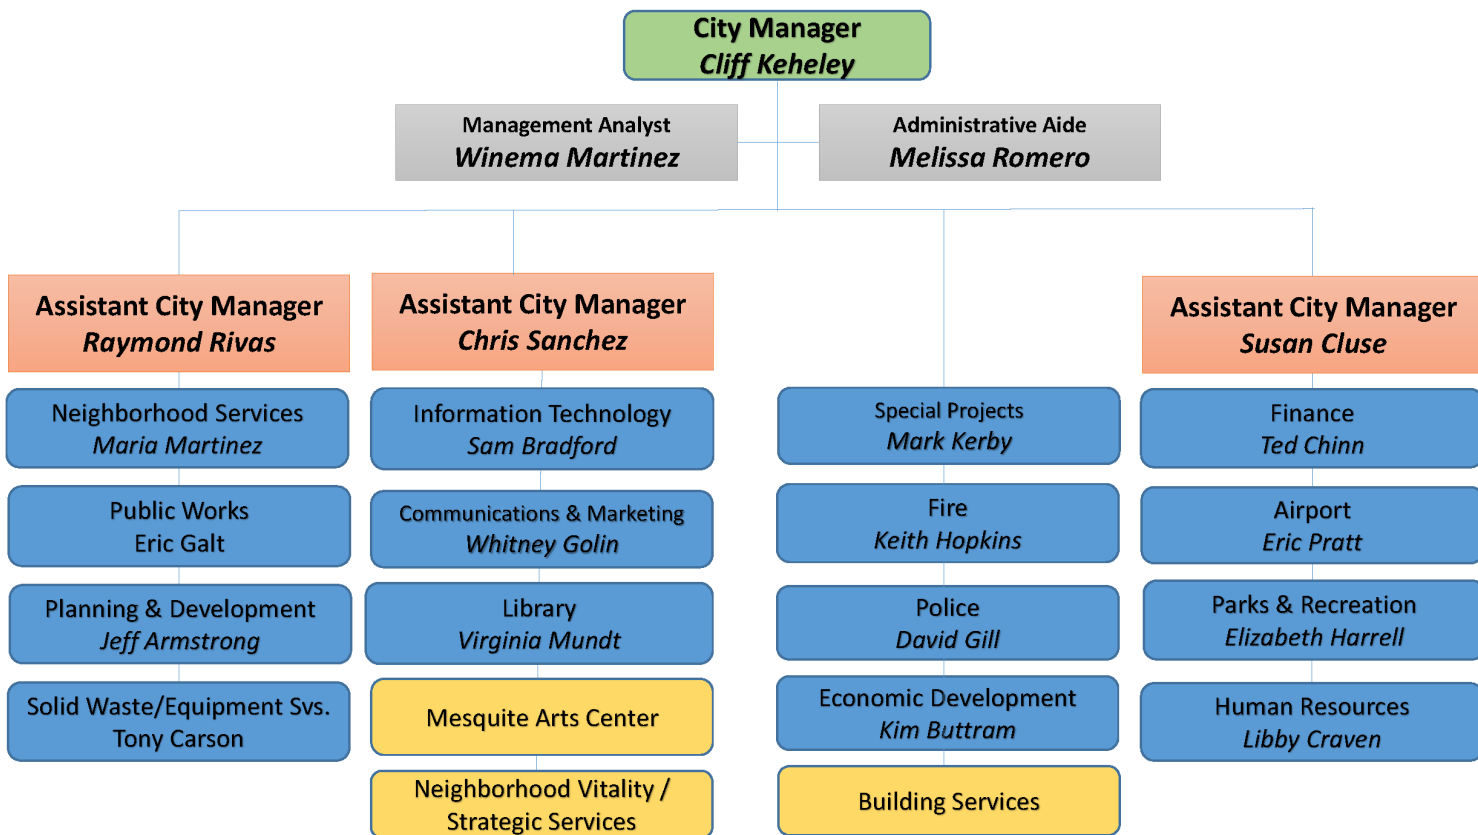 City Manager
Cliff Keheley
Management Analyst
Winema Martinez
Administrative Aide
Melissa Romero
Assistant City Manager
Raymond Rivas
Neighborhood Services
Maria Martinez
Public Works
Eric Galt
Planning & Development
Jeff Armstrong
Solid Waste/Equipment Svs.
Tony Carson
Assistant City Manager
Chris Sanchez
Information Technology
Sam Bradford
Communications & Marketing
Whitney Golin
Library
Virginia Mundt
Mesquite Arts Center
Neighborhood Vitality /
Strategic Services
Special Projects
Mark Kerby
Fire
Keith Hopkins
Police
David Gill
Economic Development
Kim Buttram
Building Services
Assistant City Manager
Susan Cluse
Finance
Ted Chinn
Airport
Eric Pratt
Parks & Recreation
Elizabeth Harrell
Human Resources
Libby Craven